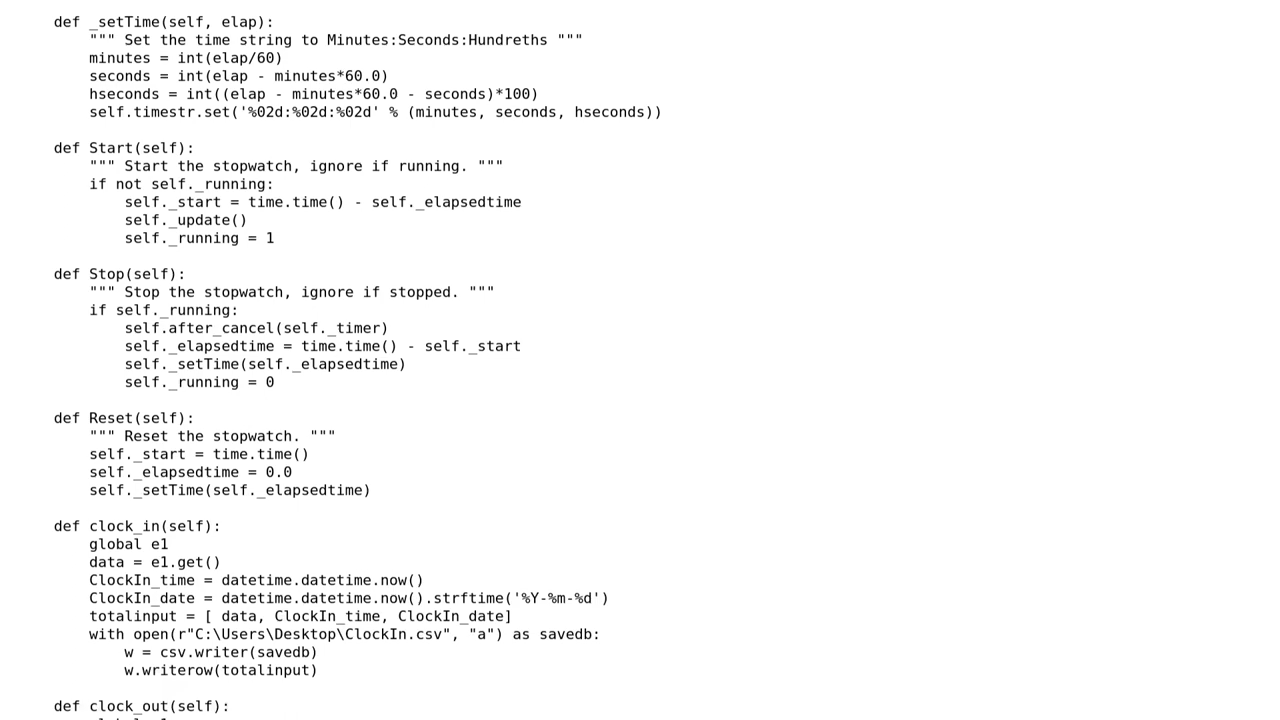 def _setTime(self, elap):
    """ Set the time string to Minutes:Seconds:Hundreths """
    minutes = int(elap/60)
    seconds = int(elap - minutes*60.0)
    hseconds = int((elap - minutes*60.0 - seconds)*100)
    self.timestr.set('%02d:%02d:%02d' % (minutes, seconds, hseconds))

def Start(self):
    """ Start the stopwatch, ignore if running. """
    if not self._running:
        self._start = time.time() - self._elapsedtime
        self._update()
        self._running = 1

def Stop(self):
    """ Stop the stopwatch, ignore if stopped. """
    if self._running:
        self.after_cancel(self._timer)
        self._elapsedtime = time.time() - self._start
        self._setTime(self._elapsedtime)
        self._running = 0

def Reset(self):
    """ Reset the stopwatch. """
    self._start = time.time()
    self._elapsedtime = 0.0
    self._setTime(self._elapsedtime)

def clock_in(self):
    global e1
    data = e1.get()
    ClockIn_time = datetime.datetime.now()
    ClockIn_date = datetime.datetime.now().strftime('%Y-%m-%d')
    totalinput = [ data, ClockIn_time, ClockIn_date]
    with open(r"C:\Users\Desktop\ClockIn.csv", "a") as savedb:
        w = csv.writer(savedb)
        w.writerow(totalinput)

def clock_out(self):